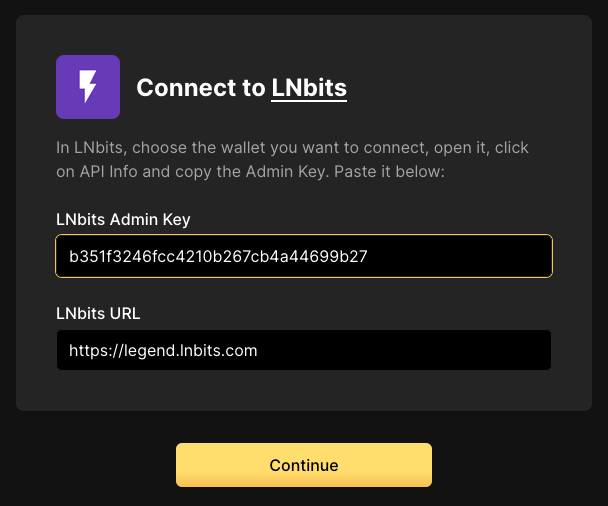 Connect to LNbits
In LNbits, choose the wallet you want to connect, open it, click
on API Info and copy the Admin Key. Paste it below:
LNbits Admin Key
b351f3246fcc4210b267cb4a44699b27
LNbits URL
https://legend.lnbits.com
Continue